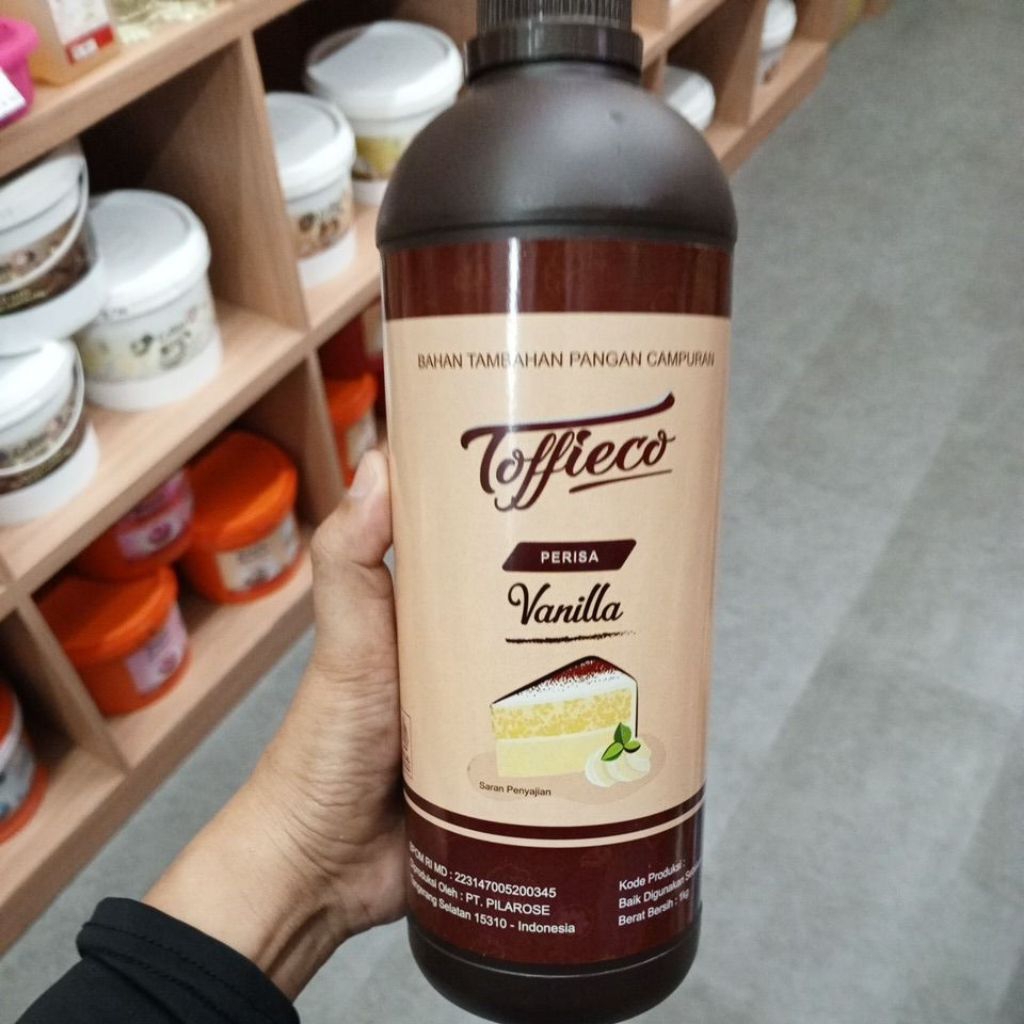 BAHAN TAMBAHAN PANGAN CAMPURAN
Toffieco
PERISA
Vanilla
Saran Penyajian
BPOM RI MD : 223147005200345
Diproduksi Oleh : PT. PILAROSE
Tangerang Selatan 15310 - Indonesia
Kode Produksi :
Baik Digunakan
Berat Bersih : 1kg